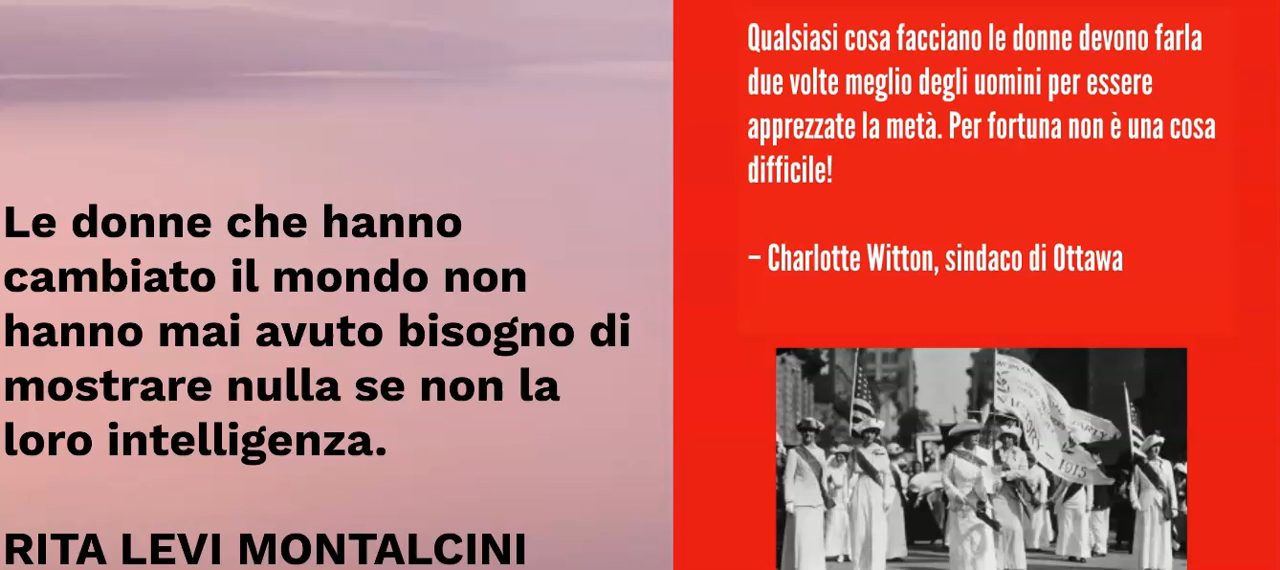 Le donne che hanno
cambiato il mondo non
hanno mai avuto bisogno di
mostrare nulla se non la
loro intelligenza.
RITA LEVI MONTALCINI
Qualsiasi cosa facciano le donne devono farla
due volte meglio degli uomini per essere
apprezzate la metà. Per fortuna non è una cosa
difficile!
– Charlotte Witton, sindaco di Ottawa
PARTY
1915